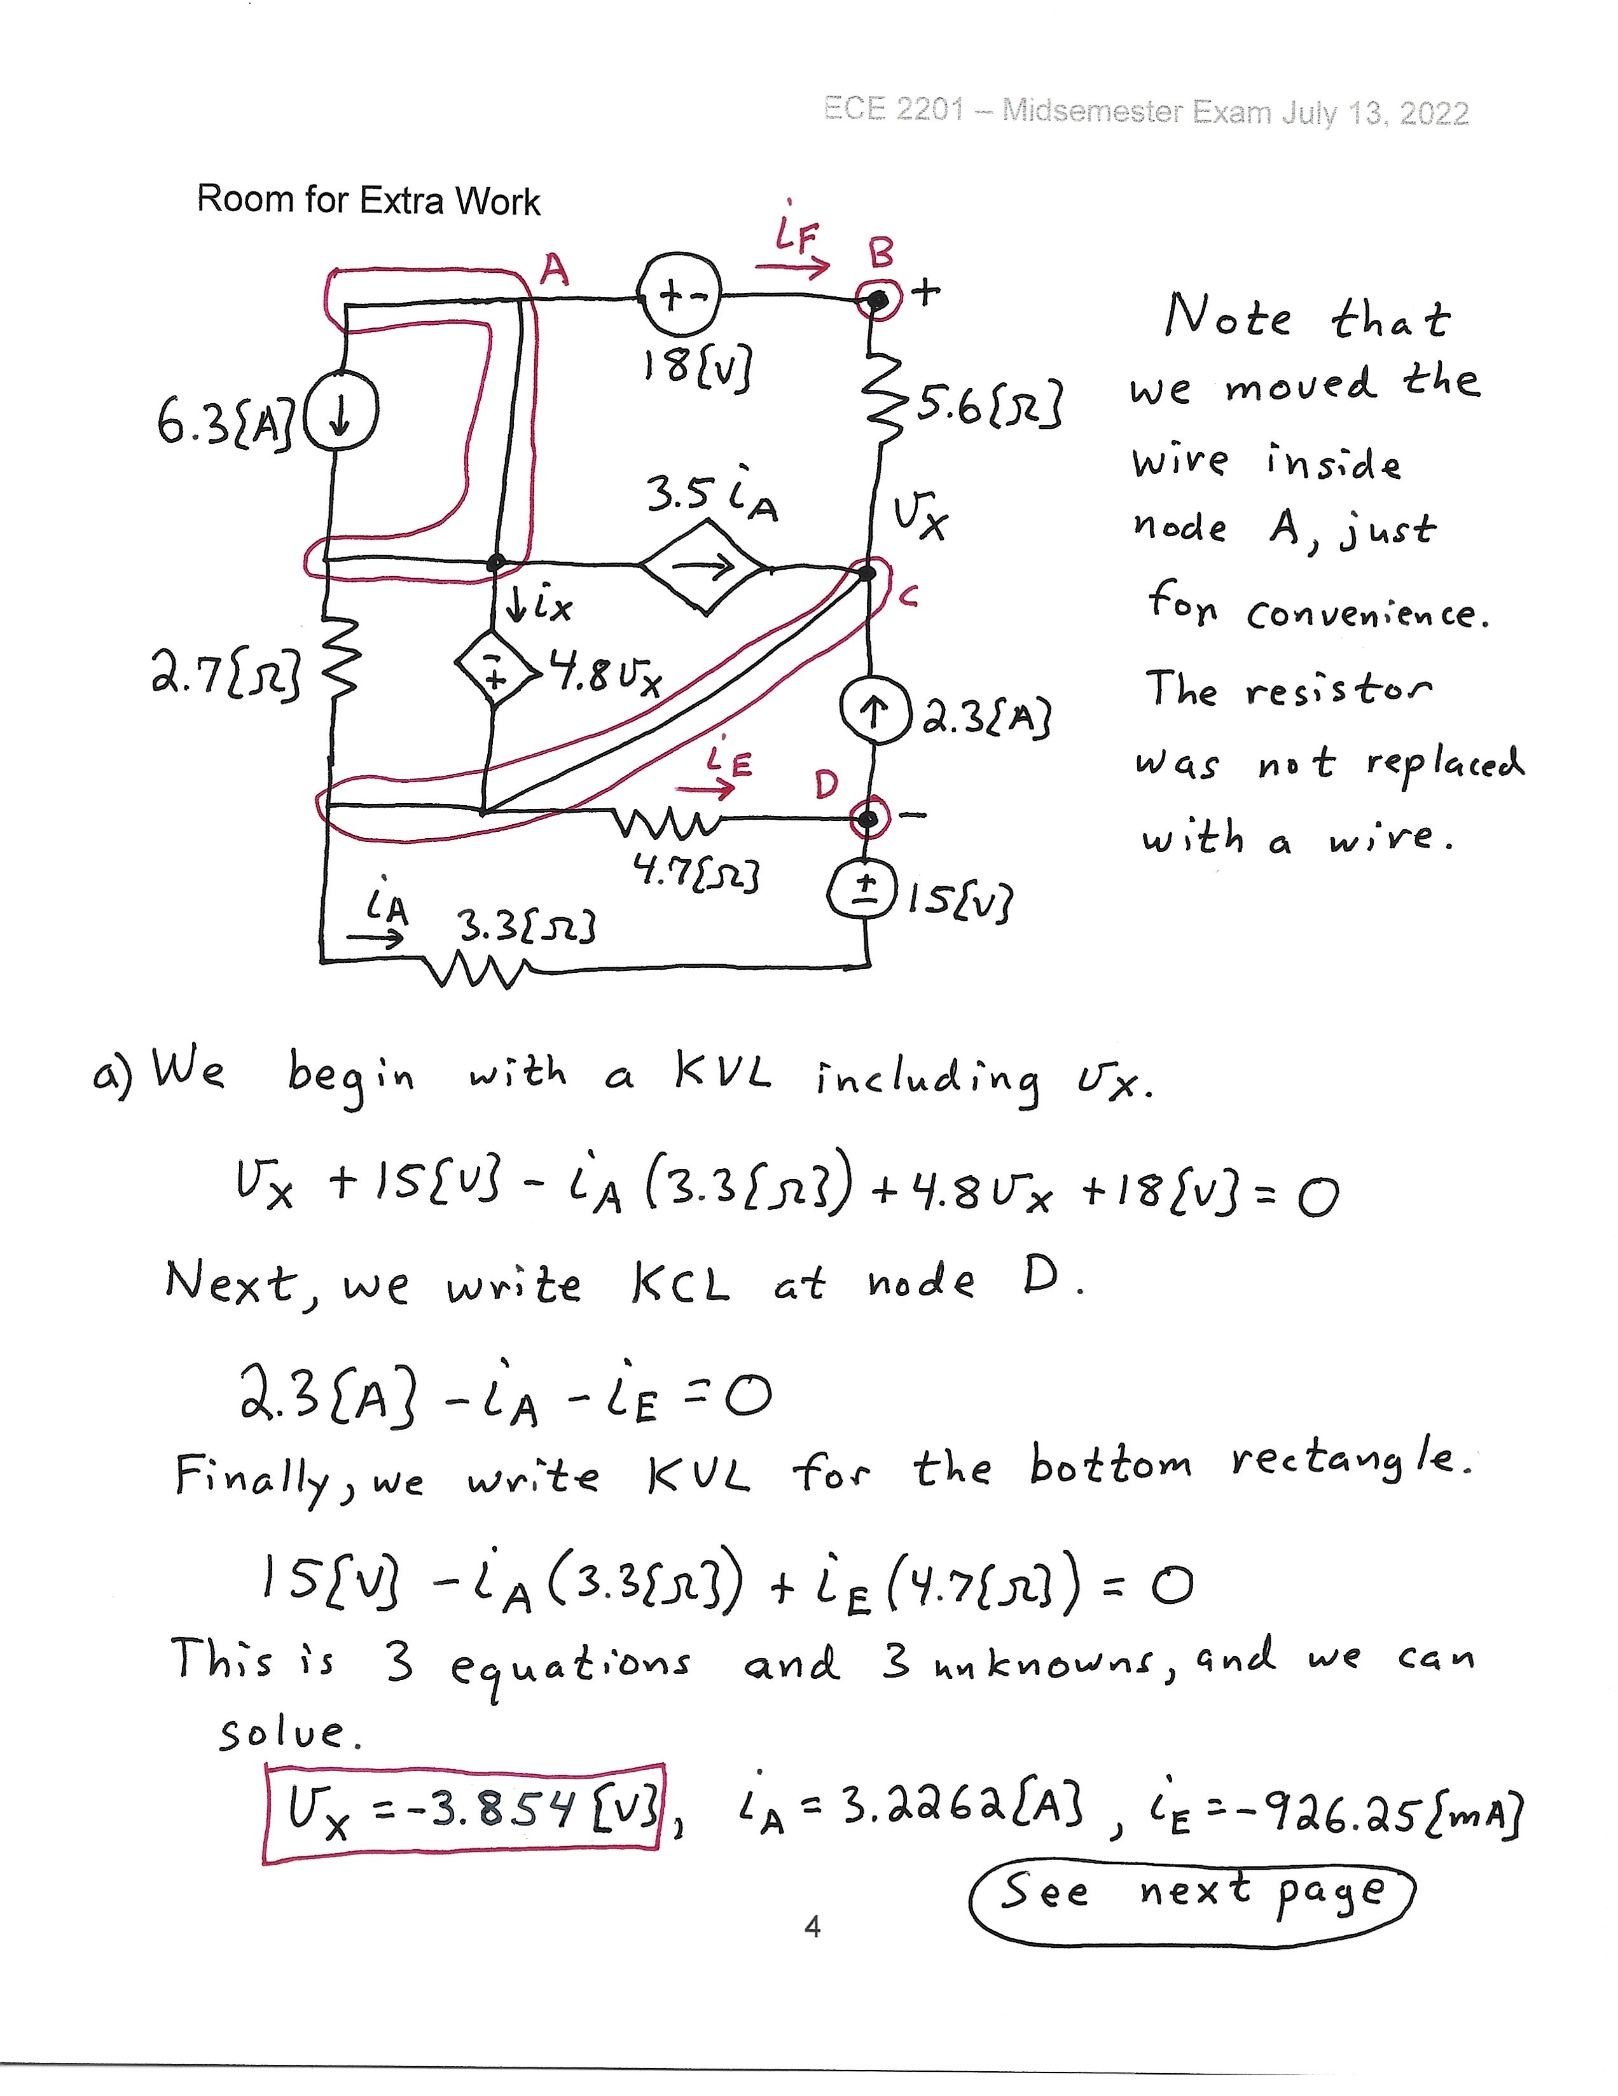 ECE 2201 – Midsemester Exam July 13, 2022
Room for Extra Work
iF
A
B
+ -
+
18[V]
6.3[A]
5.6[Ω]
3.5 iA
vx
C
ix
2.7[Ω]
-
+
4.8vx
2.3[A]
iE
D
-
4.7[Ω]
+
-
15[V]
iA
3.3[Ω]
Note that
we moved the
wire inside
node A, just
for convenience.
The resistor
was not replaced
with a wire.
a) We begin with a KVL including vx.
vx + 15[V] - iA (3.3[Ω]) + 4.8vx + 18[V] = 0
Next, we write KCL at node D.
2.3[A] - iA - iE = 0
Finally, we write KVL for the bottom rectangle.
15[V] - iA (3.3[Ω]) + iE (4.7[Ω]) = 0
This is 3 equations and 3 unknowns, and we can
solve.
vx = -3.854[V], iA = 3.2262[A], iE = -926.25[mA]
See next page
4